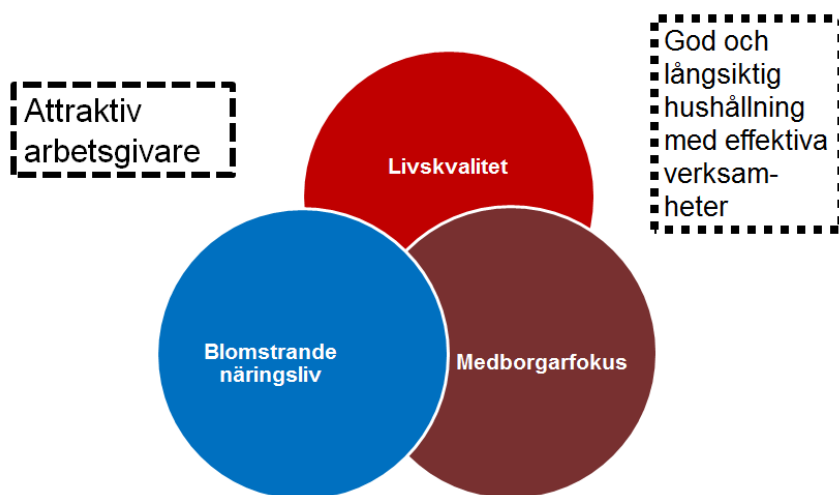 Attraktiv
arbetsgivare
God och
långsiktig
hushållning
med effektiva
verksam-
heter
Livskvalitet
Blomstrande
näringsliv
Medborgarfokus